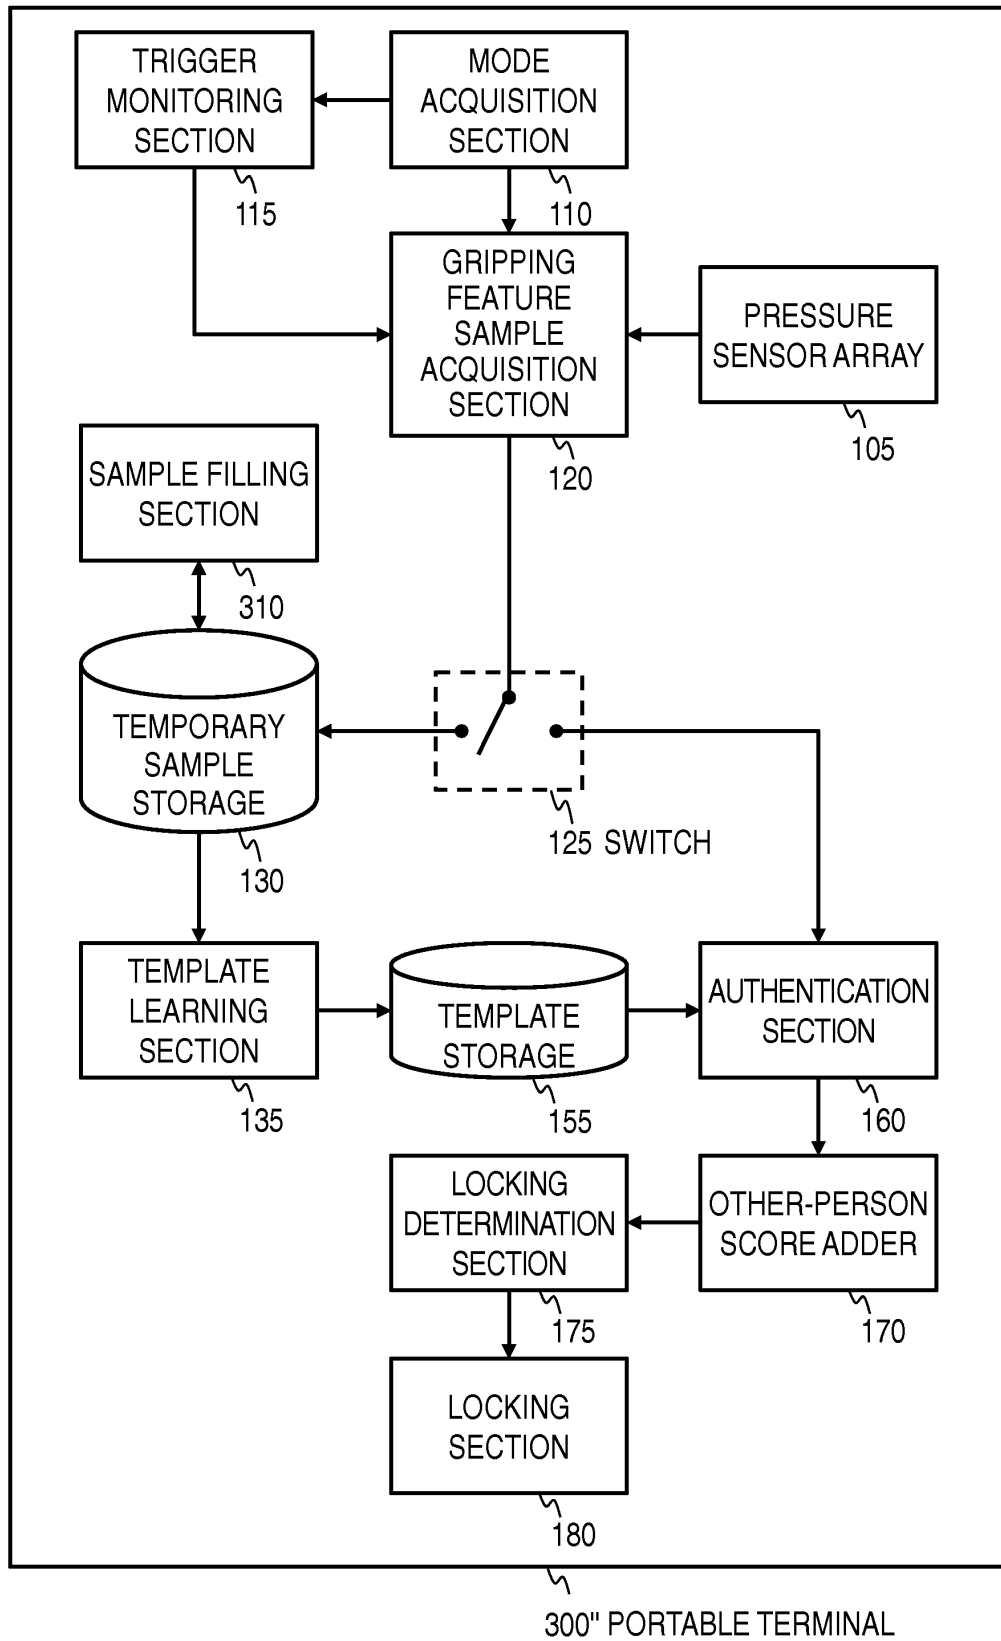 TRIGGER
MONITORING
SECTION
115
MODE
ACQUISITION
SECTION
110
GRIPPING
FEATURE
SAMPLE
ACQUISITION
SECTION
120
PRESSURE
SENSOR ARRAY
105
SAMPLE FILLING
SECTION
310
TEMPORARY
SAMPLE
STORAGE
130
125 SWITCH
TEMPLATE
LEARNING
SECTION
135
TEMPLATE
STORAGE
155
AUTHENTICATION
SECTION
160
LOCKING
DETERMINATION
SECTION
175
OTHER-PERSON
SCORE ADDER
170
LOCKING
SECTION
180
300" PORTABLE TERMINAL